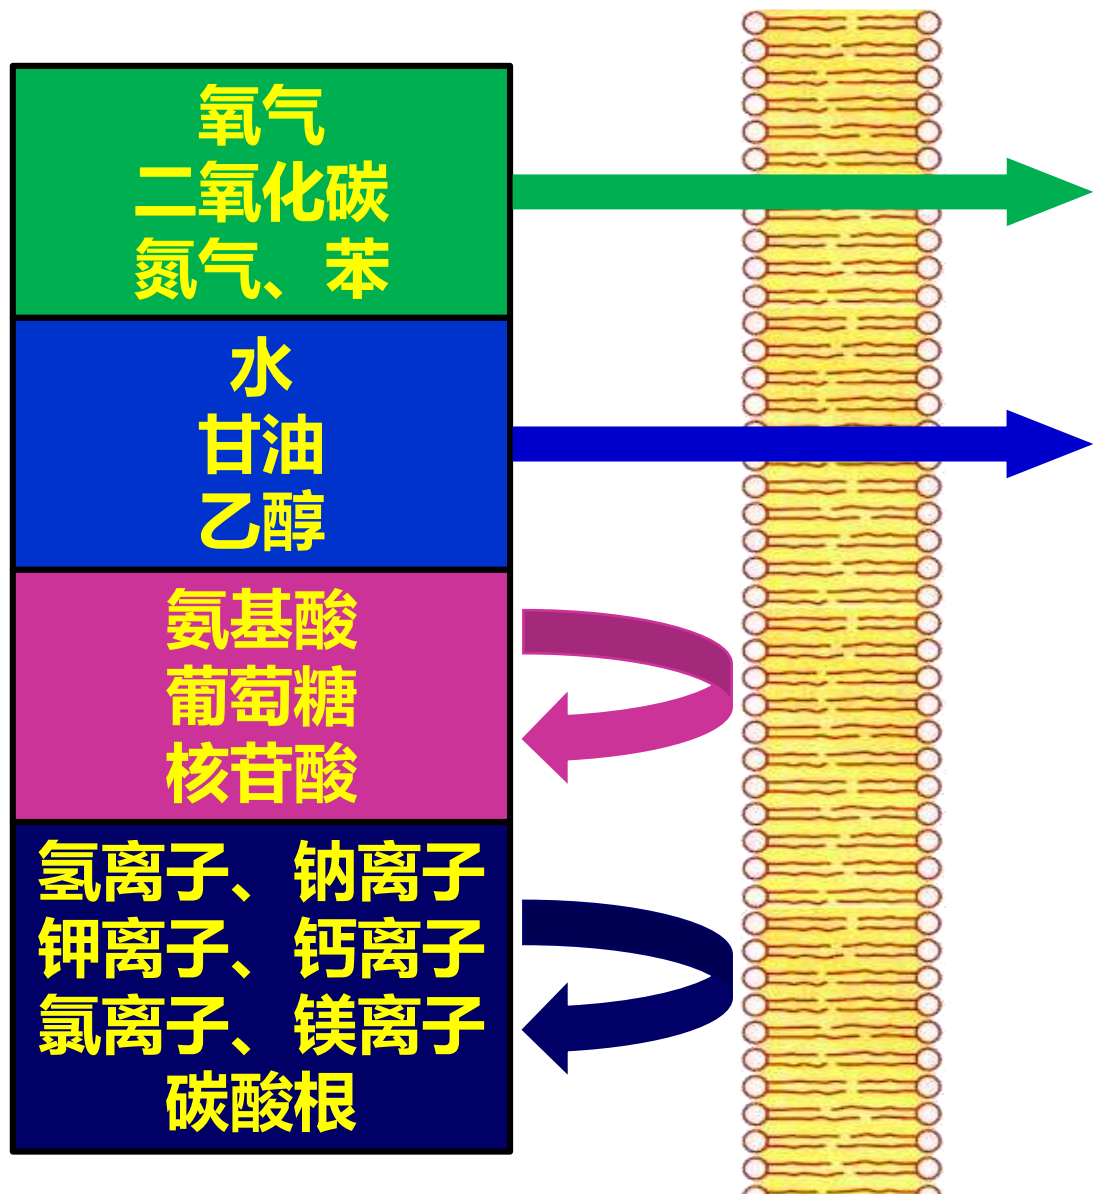 氧气
二氧化碳
氮气、苯
水
甘油
乙醇
氨基酸
葡萄糖
核苷酸
氢离子、钠离子
钾离子、钙离子
氯离子、镁离子
碳酸根